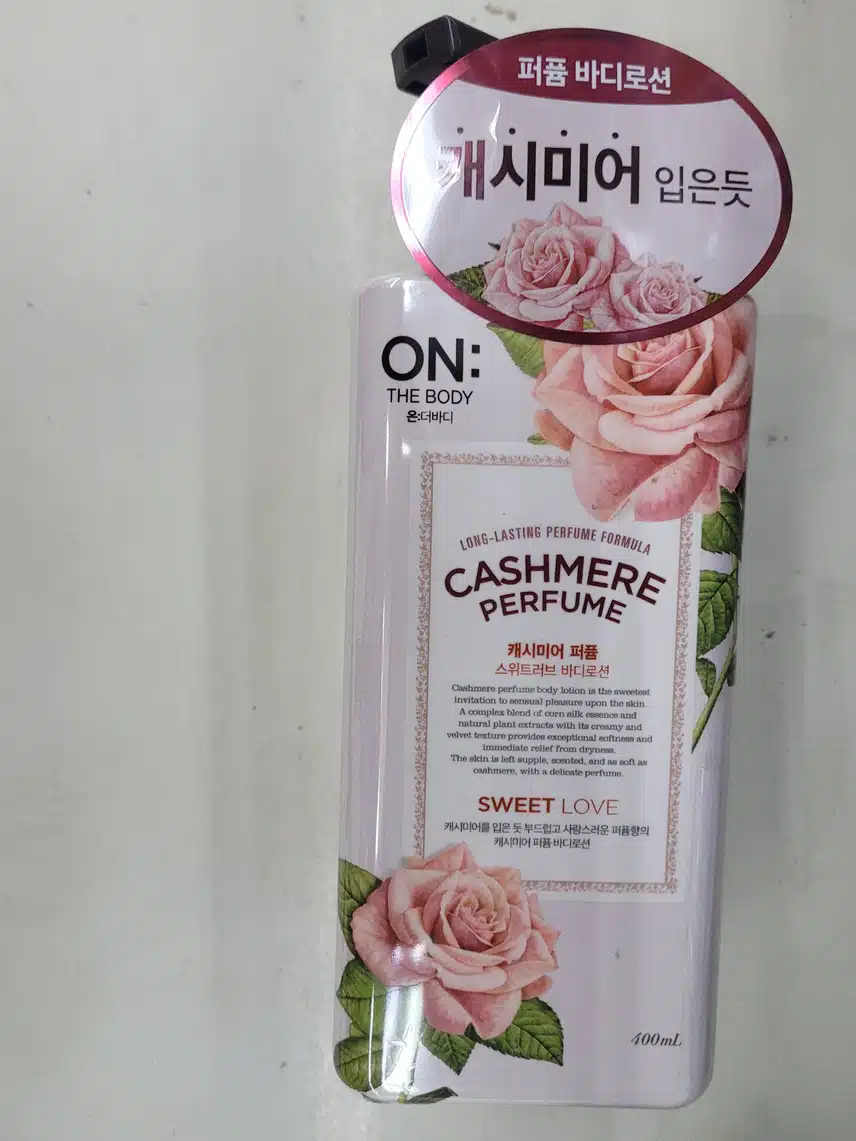 퍼퓸 바디로션
캐시미어 입은듯
ON:
THE BODY
온:더바디
LONG-LASTING PERFUME FORMULA
CASHMERE
PERFUME
캐시미어 퍼퓸
스위트러브 바디로션
Cashmere perfume body lotion is the sweetest
invitation to sensual pleasure upon the skin.
A complex blend of corn silk essence and
natural plant extracts with its creamy and
velvet texture provides exceptional softness and
immediate relief from dryness.
The skin is left supple, scented, and as soft as
cashmere, with a delicate perfume.
SWEET LOVE
캐시미어를 입은 듯 부드럽고 사랑스러운 퍼퓸향의
캐시미어 퍼퓸 바디로션
400mL